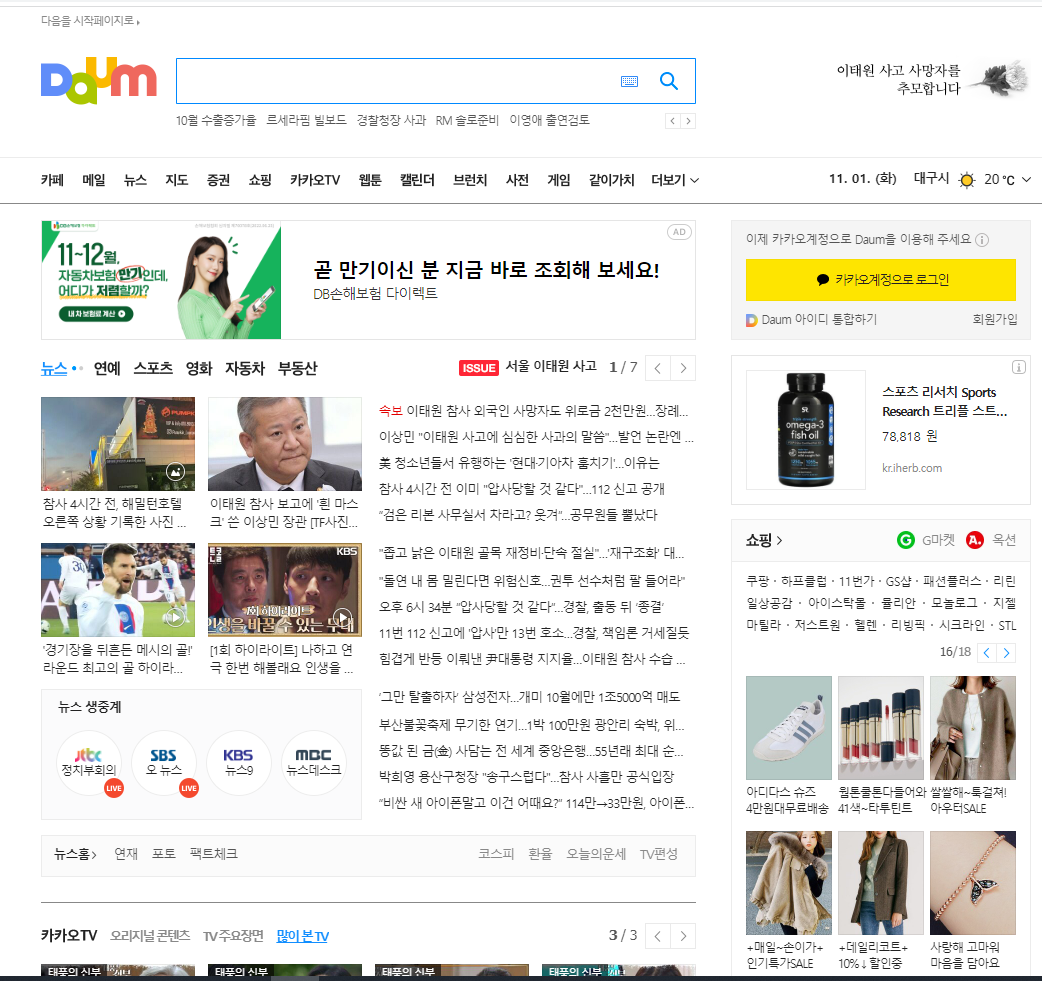 다음을 시작페이지로
Daum
이태원 사고 사망자를
추모합니다
10월 수출증가율 르세라핌 빌보드 경찰청장 사과 RM 솔로준비 이영애 출연검토
카페 메일 뉴스 지도 증권 쇼핑 카카오TV 웹툰 캘린더 브런치 사전 게임 같이가치 더보기
11. 01. (화) 대구시 20 ℃
11~12월,
자동차보험 만기인데,
어디가 저렴할까?
내 차 보험료 계산
AD
곧 만기이신 분 지금 바로 조회해 보세요!
DB손해보험 다이렉트
이제 카카오계정으로 Daum을 이용해 주세요
카카오계정으로 로그인
Daum 아이디 통합하기 회원가입
뉴스 연예 스포츠 영화 자동차 부동산
ISSUE 서울 이태원 사고 1 / 7
참사 4시간 전, 해밀턴호텔
오른쪽 상황 기록한 사진 ...
이태원 참사 보고에 '흰 마스
크' 쓴 이상민 장관 [TF사진...
KBS
1회 하이라이트
인생을 바꿀 수 있는 무대
'경기장을 뒤흔든 메시의 골!'
라운드 최고의 골 하이라...
[1회 하이라이트] 나하고 연
극 한번 해볼래요 인생을 ...
속보 이태원 참사 외국인 사망자도 위로금 2천만원...장례...
이상민 "이태원 사고에 심심한 사과의 말씀"...발언 논란엔 ...
美 청소년들서 유행하는 '현대·기아차 훔치기'...이유는
참사 4시간 전 이미 "압사당할 것 같다"...112 신고 공개
"검은 리본 사무실서 차라고? 웃겨"...공무원들 뿔났다
"좁고 낡은 이태원 골목 재정비·단속 절실"...'재구조화' 대...
"돌연 내 몸 밀린다면 위험신호...권투 선수처럼 팔 들어라"
오후 6시 34분 "압사당할 것 같다"...경찰, 출동 뒤 '종결'
11번 112 신고에 '압사'만 13번 호소...경찰, 책임론 거세질듯
힘겹게 반등 이뤄낸 尹대통령 지지율...이태원 참사 수습 ...
'그만 탈출하자' 삼성전자...개미 10월에만 1조5000억 매도
부산불꽃축제 무기한 연기...1박 100만원 광안리 숙박, 위...
똥값 된 금(金) 사담는 전 세계 중앙은행...55년래 최대 순...
박희영 용산구청장 "송구스럽다"...참사 사흘만 공식입장
"비싼 새 아이폰말고 이건 어때요?" 114만→33만원, 아이폰...
뉴스 생중계
jtbc
정치부회의
LIVE
SBS
오 뉴스
LIVE
KBS
뉴스9
MBC
뉴스데스크
뉴스홈 연재 포토 팩트체크 코스피 환율 오늘의운세 TV편성
카카오TV 오리지널 콘텐츠 TV 주요장면 많이 본 TV 3 / 3
태풍의 신부
태풍의 신부
태풍의 신부
태풍의 신부
SR
omega-3
fish oil
스포츠 리서치 Sports
Research 트리플 스트...
78,818 원
kr.iherb.com
쇼핑 G G마켓 A. 옥션
쿠팡 · 하프클럽 · 11번가 · GS샵 · 패션플러스 · 리린
일상공감 · 아이스탁몰 · 륄리안 · 모놀로그 · 지젤
마틸라 · 저스트원 · 헬렌 · 리빙픽 · 시크라인 · STL
16/18
아디다스 슈즈
4만원대무료배송
웜톤쿨톤다들어와
41색~타투틴트
쌀쌀해~툭걸쳐!
아우터SALE
+매일~손이가+
인기특가SALE
+데일리코트+
10%↓할인중
사랑해 고마워
마음을 담아요